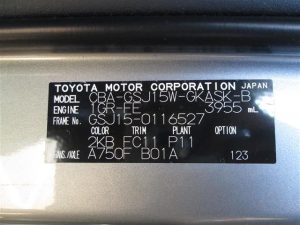 TOYOTA MOTOR CORPORATION JAPAN
MODEL CBA-GSJ15W-GKASK-B
ENGINE 1GR-FE 3955 mL
FRAME No. GSJ15-0116527
COLOR TRIM PLANT OPTION
2KB FC11 P11
TRANS./AXLE A750F B01A 123